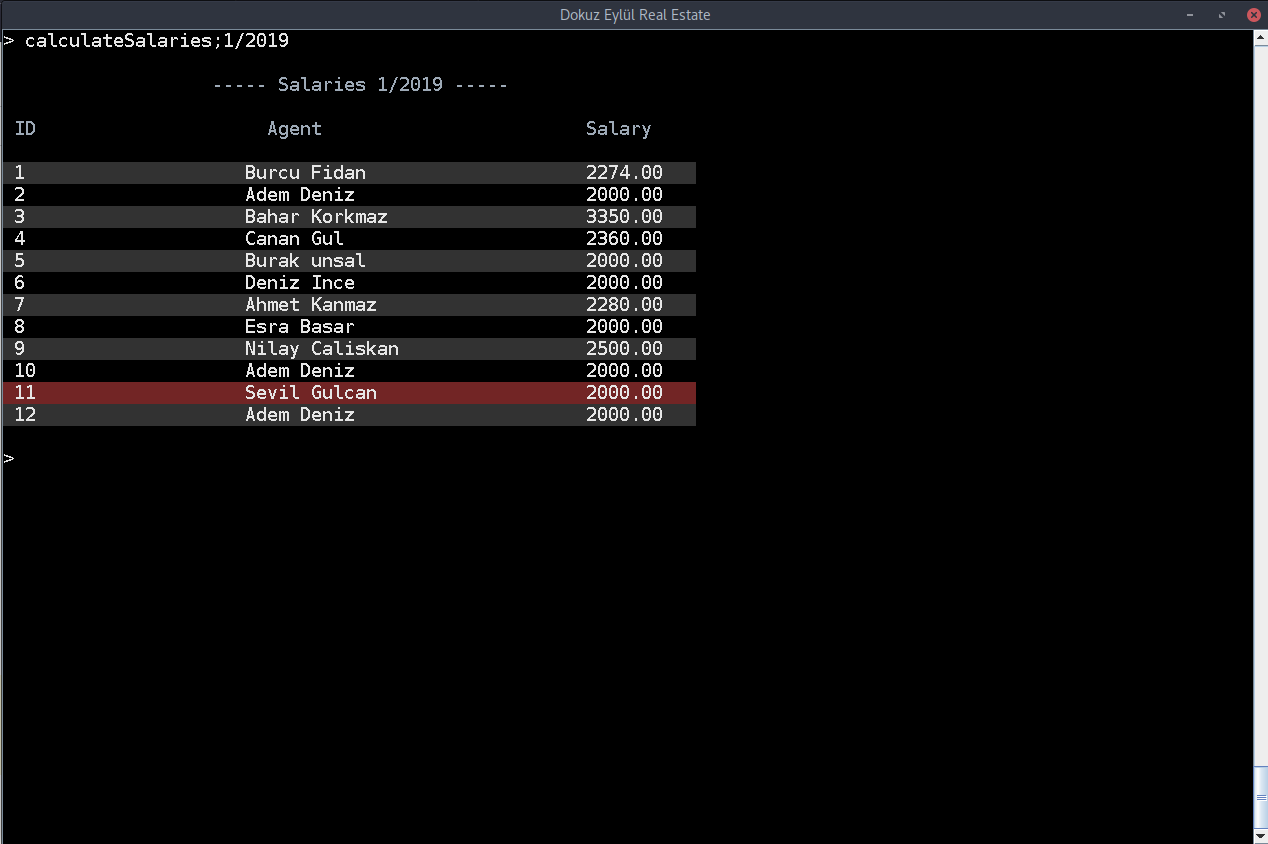 Dokuz Eylül Real Estate
> calculateSalaries;1/2019
----- Salaries 1/2019 -----
ID Agent Salary
1 Burcu Fidan 2274.00
2 Adem Deniz 2000.00
3 Bahar Korkmaz 3350.00
4 Canan Gul 2360.00
5 Burak unsal 2000.00
6 Deniz Ince 2000.00
7 Ahmet Kanmaz 2280.00
8 Esra Basar 2000.00
9 Nilay Caliskan 2500.00
10 Adem Deniz 2000.00
11 Sevil Gulcan 2000.00
12 Adem Deniz 2000.00
>